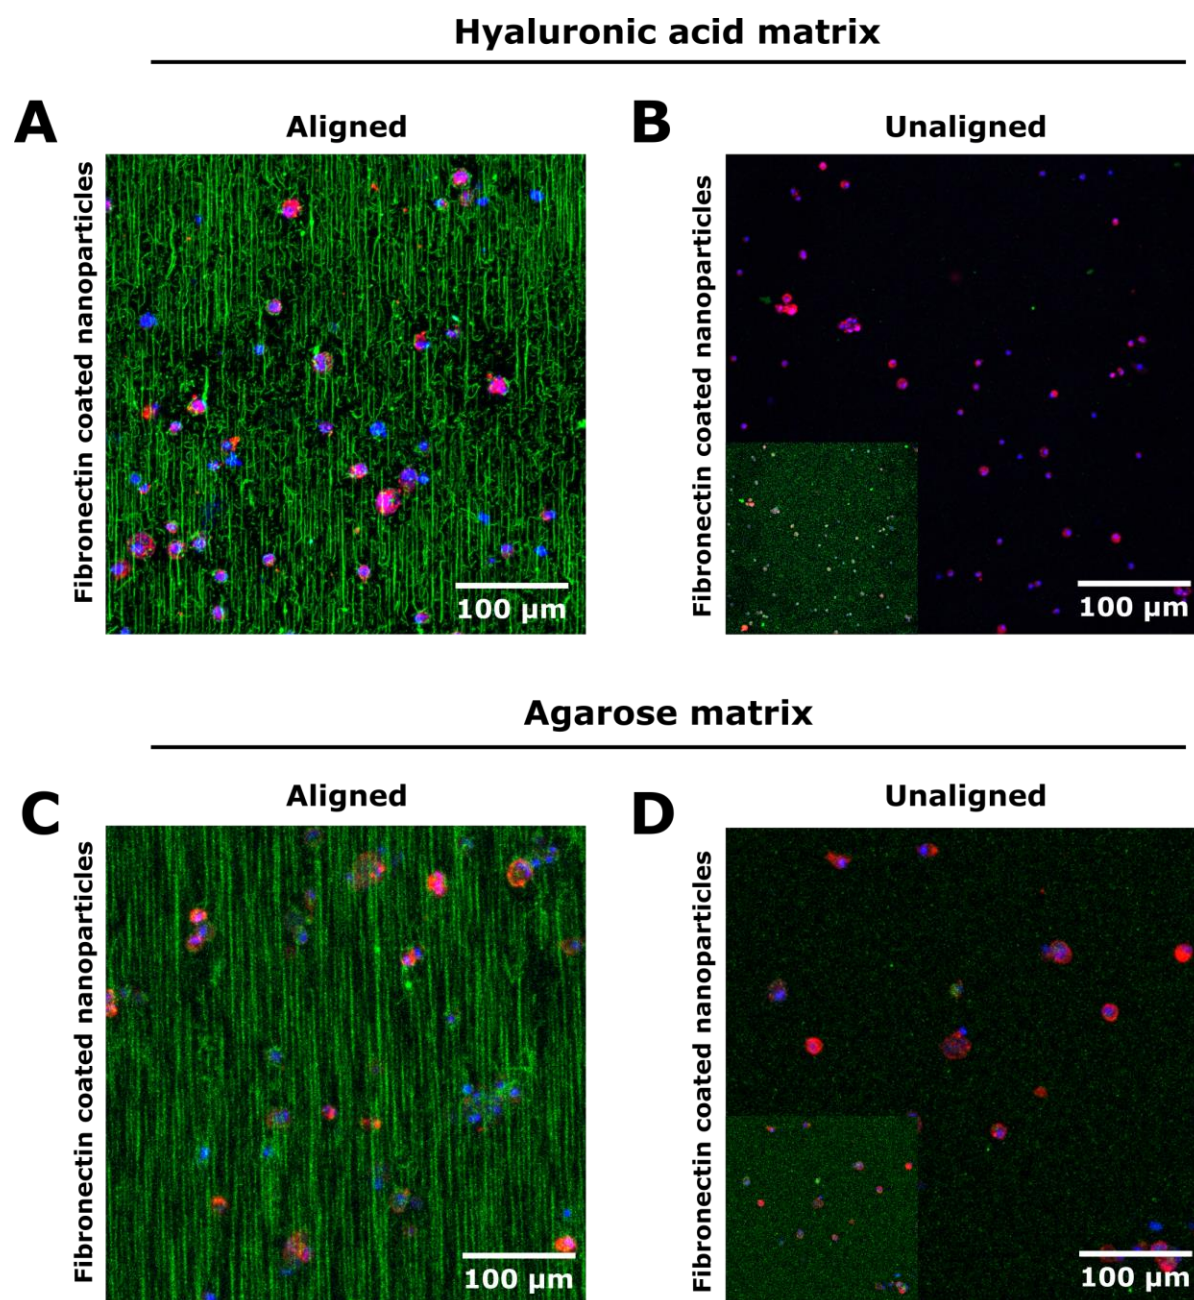 Hyaluronic acid matrix
A
Aligned
Fibronectin coated nanoparticles
100 µm
B
Unaligned
Fibronectin coated nanoparticles
100 µm
Agarose matrix
C
Aligned
Fibronectin coated nanoparticles
100 µm
D
Unaligned
Fibronectin coated nanoparticles
100 µm